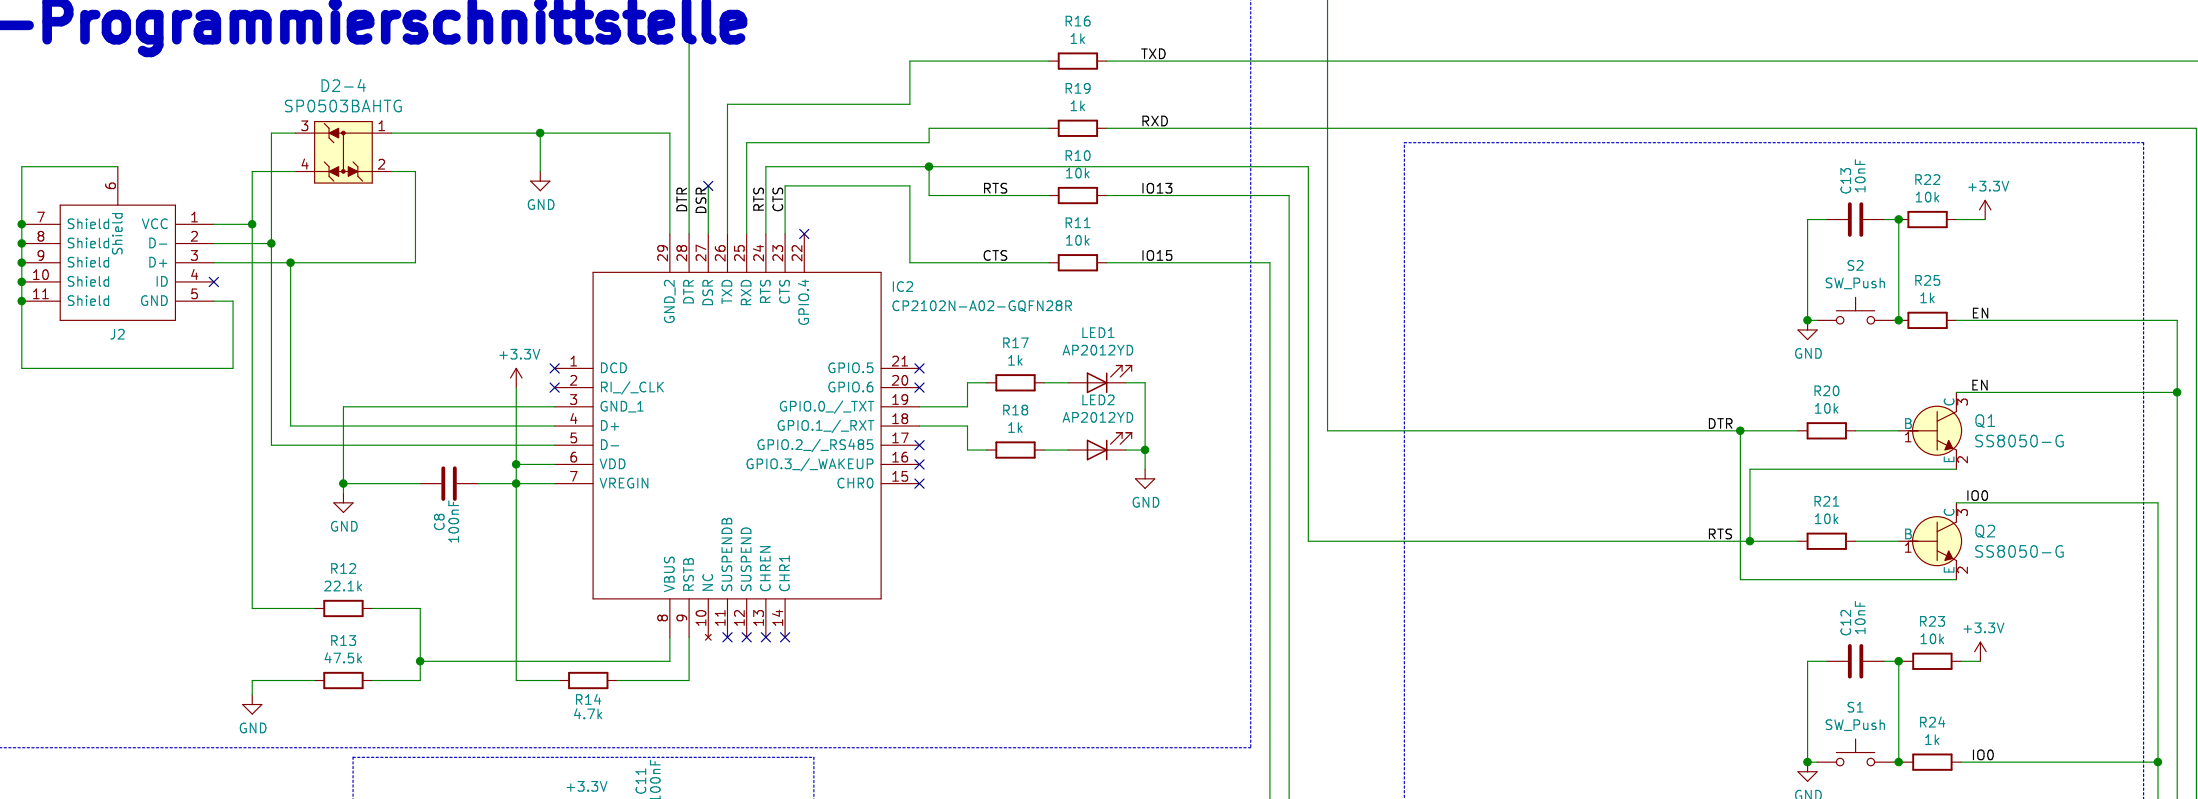 -Programmierschnittstelle
D2-4
SP0503BAHTG
3
1
4
2
6
Shield
7
Shield
VCC
1
8
Shield
D-
2
9
Shield
D+
3
10
Shield
ID
4
11
Shield
GND
5
J2
GND
R16
1k
TXD
R19
1k
RXD
R10
10k
RTS
IO13
R11
10k
CTS
IO15
DTR
DSR
RTS
CTS
29
28
27
26
25
24
23
22
GND_2
DTR
DSR
TXD
RXD
RTS
CTS
GPIO.4
IC2
CP2102N-A02-GQFN28R
+3.3V
1
DCD
2
RI_/_CLK
3
GND_1
4
D+
5
D-
6
VDD
7
VREGIN
GPIO.5
21
GPIO.6
20
GPIO.0_/_TXT
19
GPIO.1_/_RXT
18
GPIO.2_/_RS485
17
GPIO.3_/_WAKEUP
16
CHR0
15
R17
1k
LED1
AP2012YD
R18
1k
LED2
AP2012YD
GND
GND
C8
100nF
VBUS
RSTB
NC
SUSPENDB
SUSPEND
CHREN
CHR1
8
9
10
11
12
13
14
R12
22.1k
R13
47.5k
GND
R14
4.7k
+3.3V
C11
100nF
C13
10nF
R22
10k
+3.3V
S2
SW_Push
R25
1k
EN
GND
EN
R20
10k
DTR
B
1
C
3
E
2
Q1
SS8050-G
IO0
R21
10k
RTS
B
1
C
3
E
2
Q2
SS8050-G
C12
10nF
R23
10k
+3.3V
S1
SW_Push
R24
1k
IO0
GND